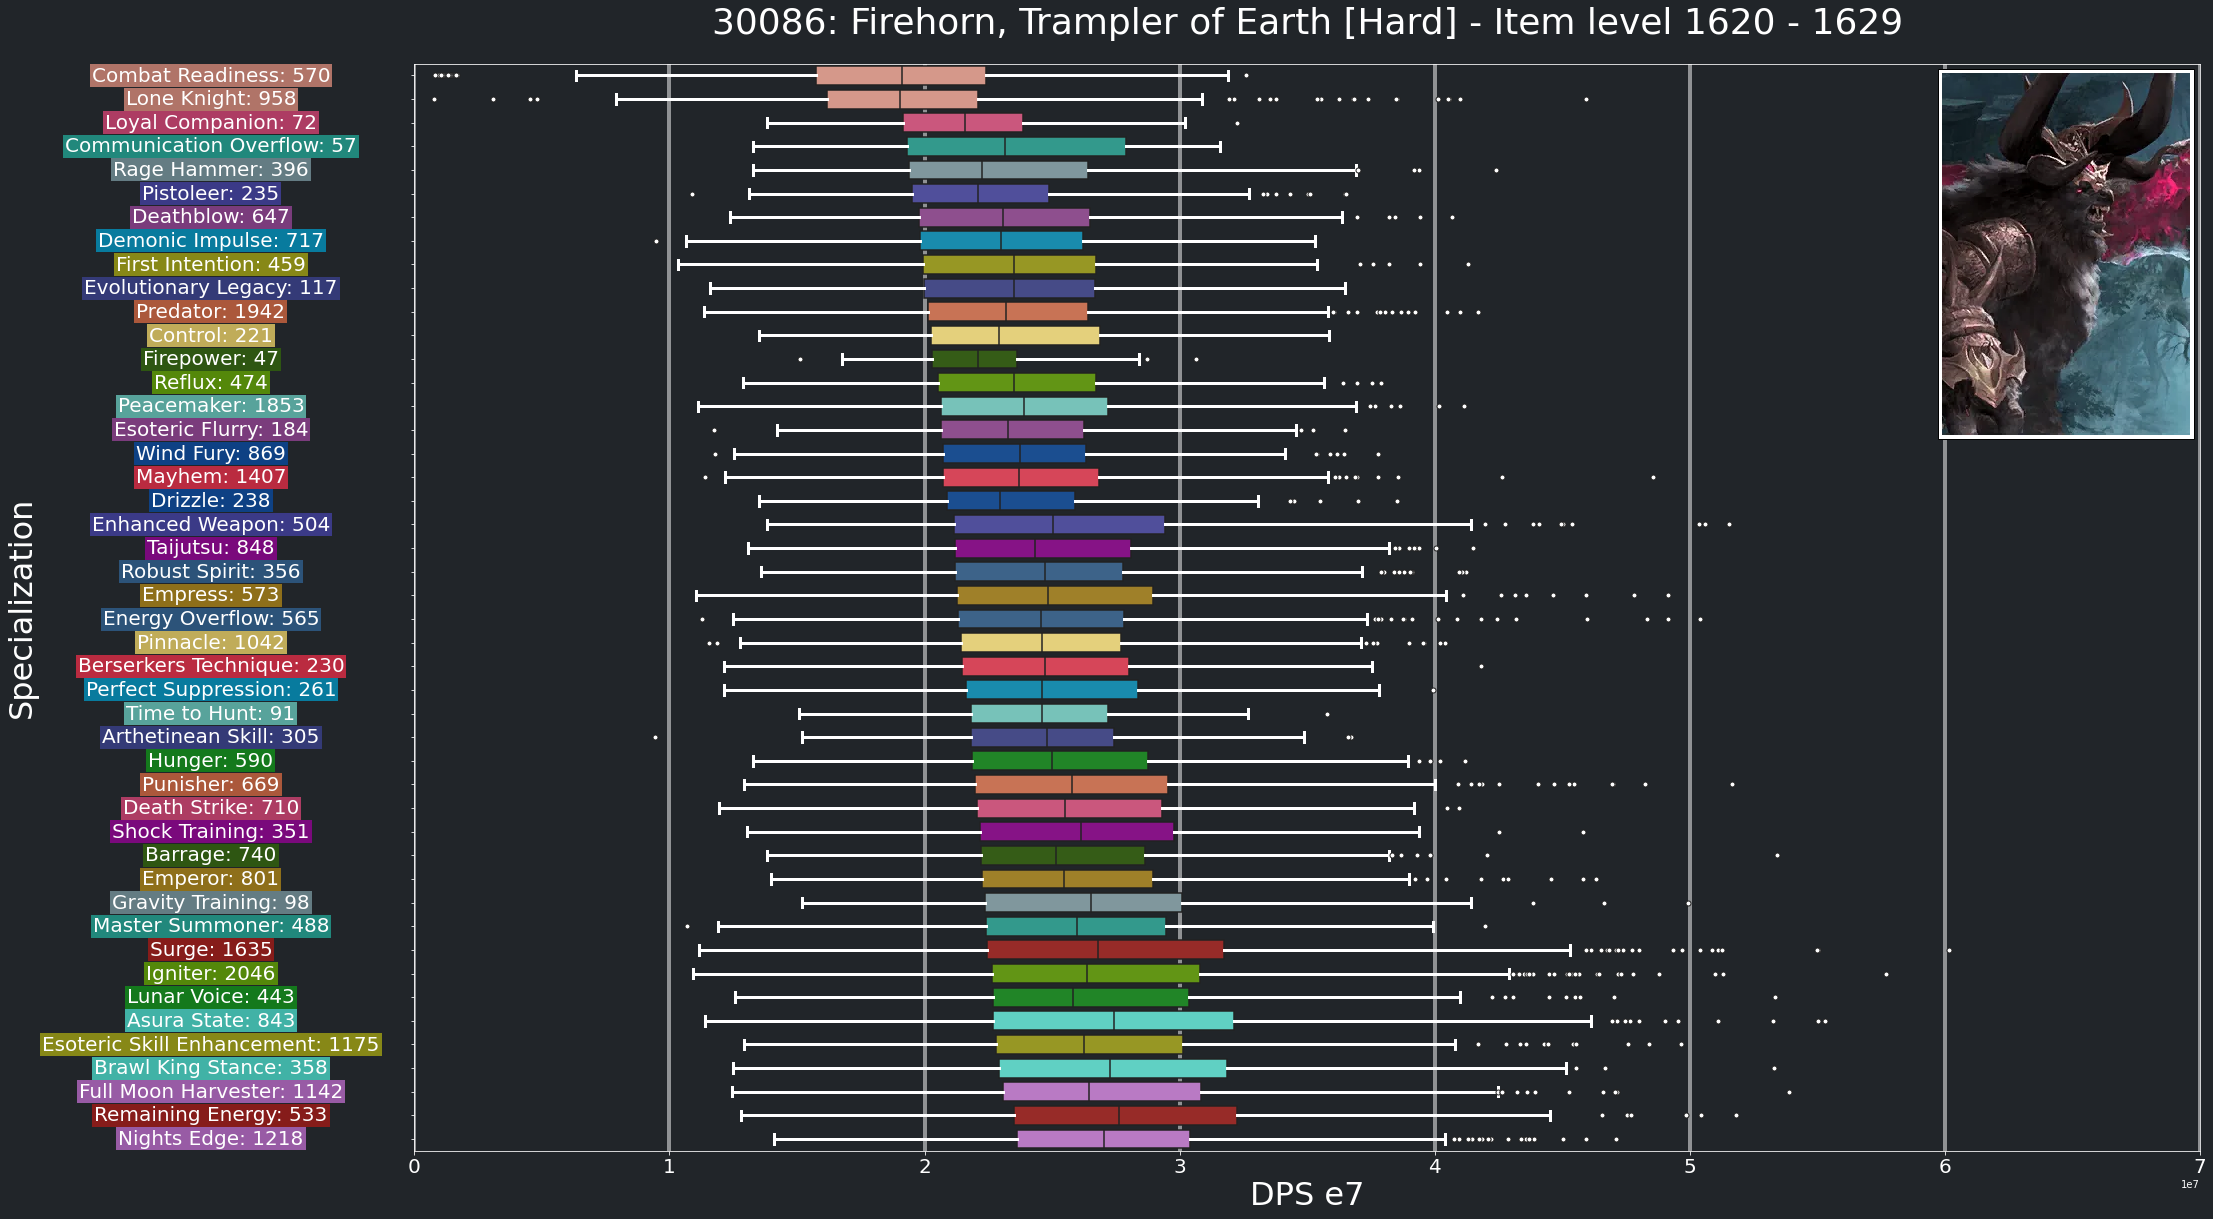 30086: Firehorn, Trampler of Earth [Hard] - Item level 1620 - 1629
Specialization
Combat Readiness: 570
Lone Knight: 958
Loyal Companion: 72
Communication Overflow: 57
Rage Hammer: 396
Pistoleer: 235
Deathblow: 647
Demonic Impulse: 717
First Intention: 459
Evolutionary Legacy: 117
Predator: 1942
Control: 221
Firepower: 47
Reflux: 474
Peacemaker: 1853
Esoteric Flurry: 184
Wind Fury: 869
Mayhem: 1407
Drizzle: 238
Enhanced Weapon: 504
Taijutsu: 848
Robust Spirit: 356
Empress: 573
Energy Overflow: 565
Pinnacle: 1042
Berserkers Technique: 230
Perfect Suppression: 261
Time to Hunt: 91
Arthetinean Skill: 305
Hunger: 590
Punisher: 669
Death Strike: 710
Shock Training: 351
Barrage: 740
Emperor: 801
Gravity Training: 98
Master Summoner: 488
Surge: 1635
Igniter: 2046
Lunar Voice: 443
Asura State: 843
Esoteric Skill Enhancement: 1175
Brawl King Stance: 358
Full Moon Harvester: 1142
Remaining Energy: 533
Nights Edge: 1218
0 1 2 3 4 5 6 7
1e7
DPS e7